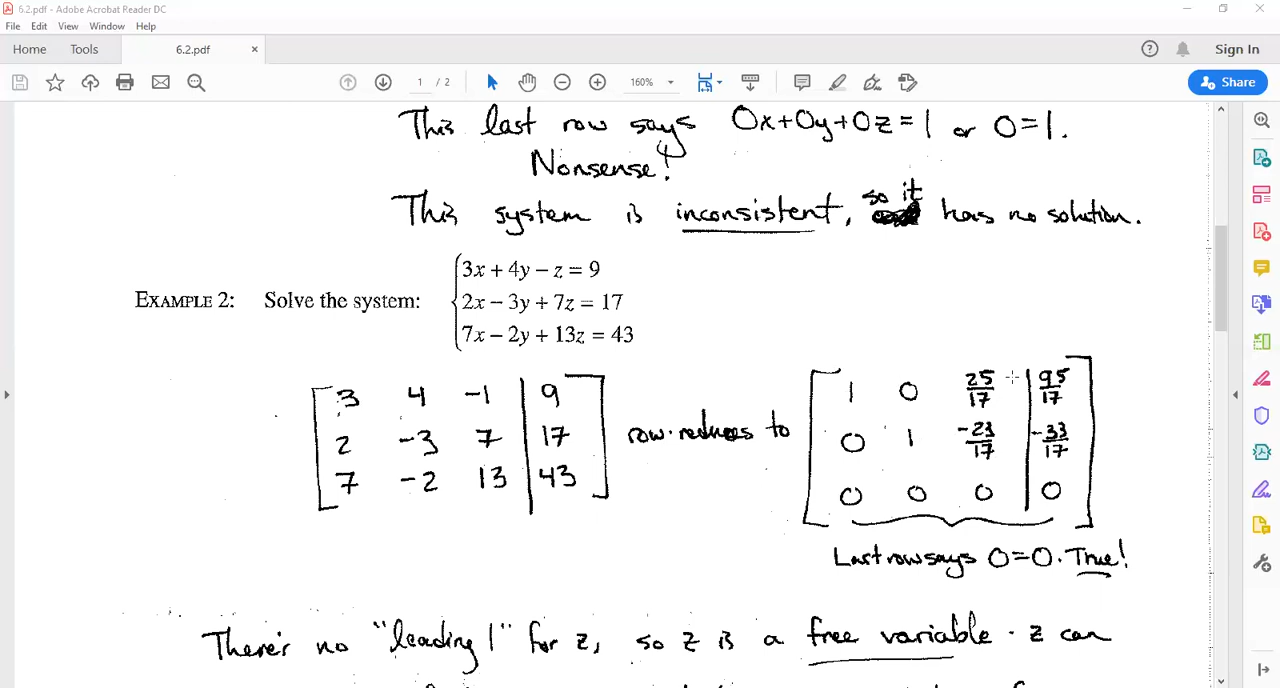 6.2.pdf - Adobe Acrobat Reader DC
File Edit View Window Help
Home Tools 6.2.pdf × Sign In
1 / 2 160% Share
This last row says 0x+0y+0z=1 or 0=1.
Nonsense!
This system is inconsistent, so it has no solution.
EXAMPLE 2: Solve the system:
3x + 4y − z = 9
2x − 3y + 7z = 17
7x − 2y + 13z = 43
3 4 -1 | 9
2 -3 7 | 17
7 -2 13 | 43
row-reduces to
1 0 25/17 | 95/17
0 1 -23/17 | -33/17
0 0 0 | 0
Last row says 0=0. True!
There's no "leading 1" for z, so z is a free variable. z can